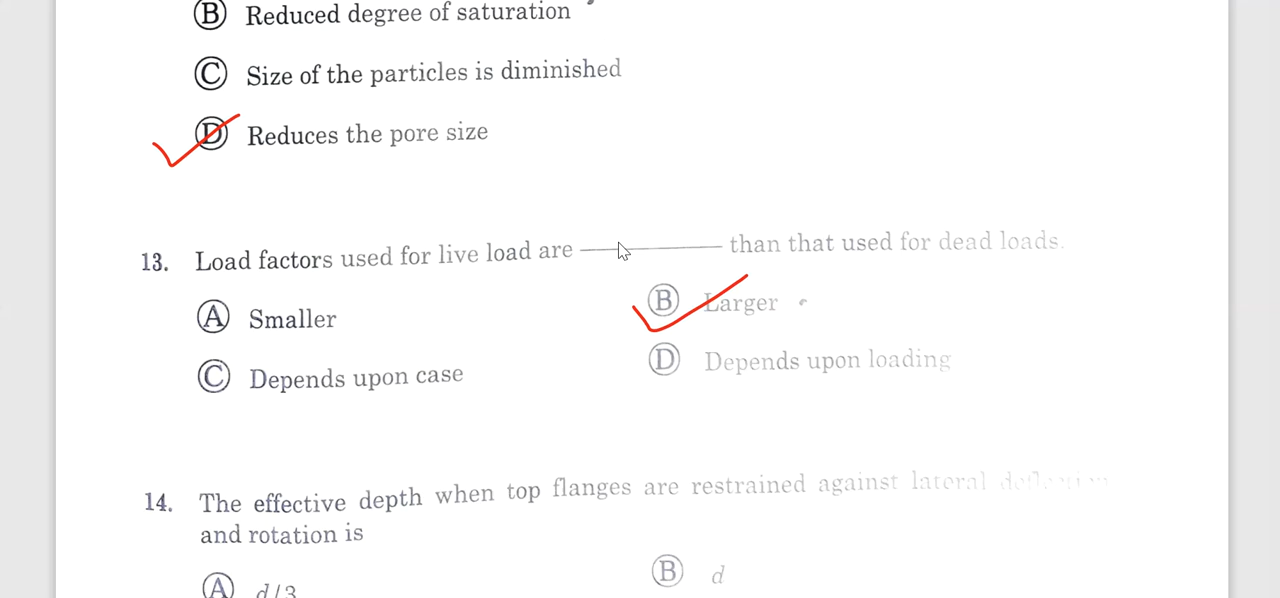 Ⓑ Reduced degree of saturation
Ⓒ Size of the particles is diminished
Ⓓ Reduces the pore size
13. Load factors used for live load are ———— than that used for dead loads.
Ⓐ Smaller Ⓑ Larger
Ⓒ Depends upon case Ⓓ Depends upon loading
14. The effective depth when top flanges are restrained against lateral
and rotation is
Ⓐ d/3 Ⓑ d